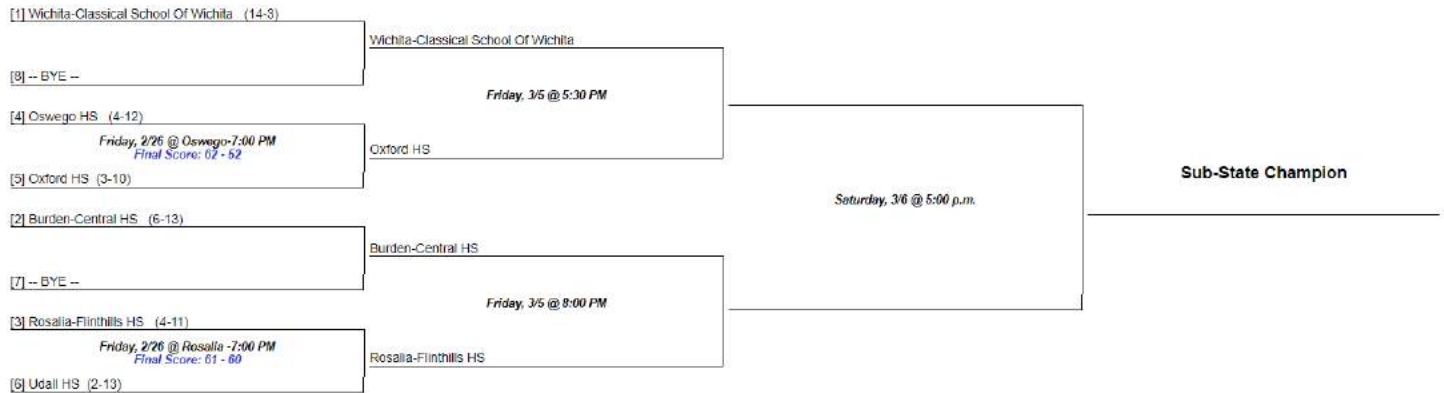 [1] Wichita-Classical School Of Wichita (14-3)
Wichita-Classical School Of Wichita
[8] -- BYE --
Friday, 3/5 @ 5:30 PM
[4] Oswego HS (4-12)
Friday, 2/26 @ Oswego-7:00 PM
Final Score: 62 - 52
Oxford HS
[5] Oxford HS (3-10)
Sub-State Champion
Saturday, 3/6 @ 5:00 p.m.
[2] Burden-Central HS (6-13)
Burden-Central HS
[7] -- BYE --
Friday, 3/5 @ 8:00 PM
[3] Rosalia-Flinthills HS (4-11)
Friday, 2/26 @ Rosalia -7:00 PM
Final Score: 61 - 60
Rosalia-Flinthills HS
[6] Udall HS (2-13)